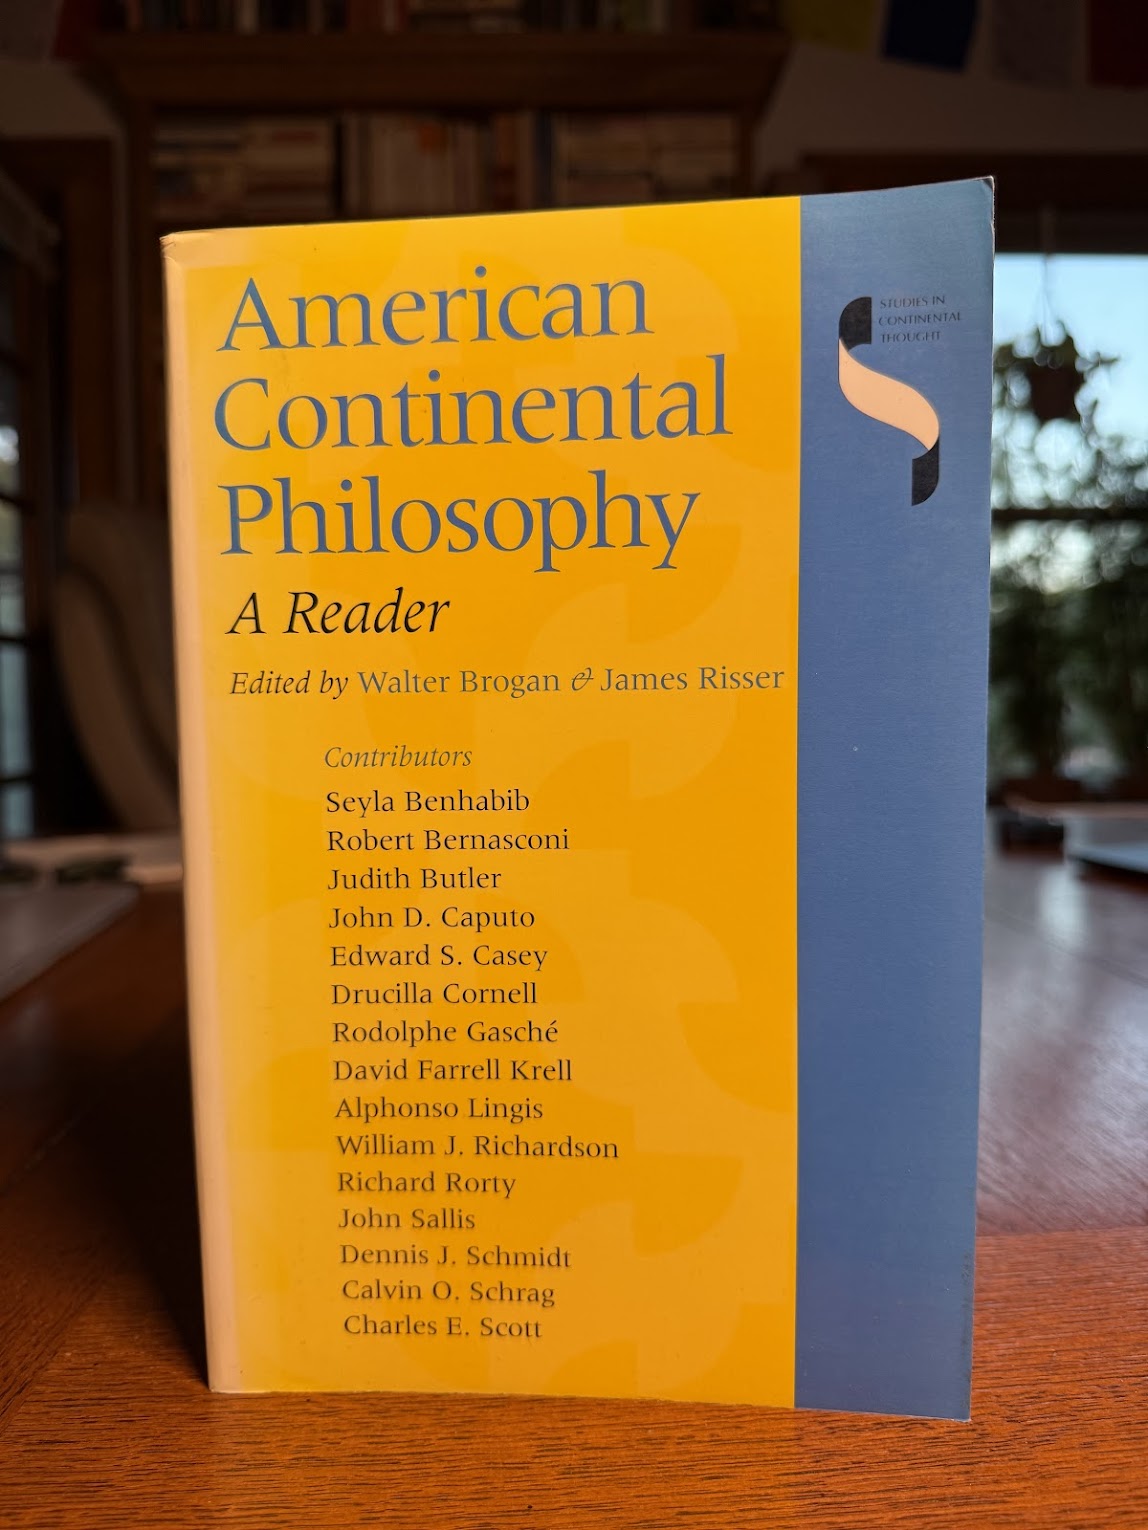 American
Continental
Philosophy
A Reader
Edited by Walter Brogan & James Risser
Contributors
Seyla Benhabib
Robert Bernasconi
Judith Butler
John D. Caputo
Edward S. Casey
Drucilla Cornell
Rodolphe Gasché
David Farrell Krell
Alphonso Lingis
William J. Richardson
Richard Rorty
John Sallis
Dennis J. Schmidt
Calvin O. Schrag
Charles E. Scott
STUDIES IN
CONTINENTAL
THOUGHT